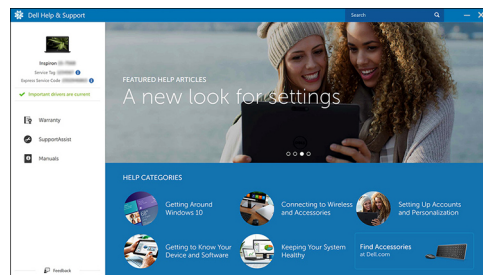 Dell Help & Support
Search
Inspiron
Service Tag
Express Service Code
Important drivers are current
Warranty
SupportAssist
Manuals
Feedback
FEATURED HELP ARTICLES
A new look for settings
HELP CATEGORIES
Getting Around
Windows 10
Connecting to Wireless
and Accessories
Setting Up Accounts
and Personalization
Getting to Know Your
Device and Software
Keeping Your System
Healthy
Find Accessories
at Dell.com